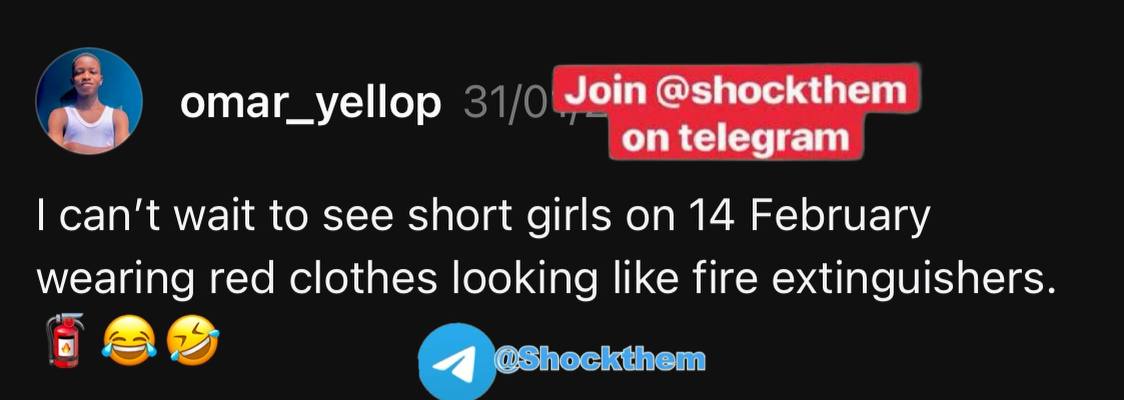 omar_yellop 31/0
Join @shockthem
on telegram
I can't wait to see short girls on 14 February
wearing red clothes looking like fire extinguishers.
🧯😂🤣
@Shockthem